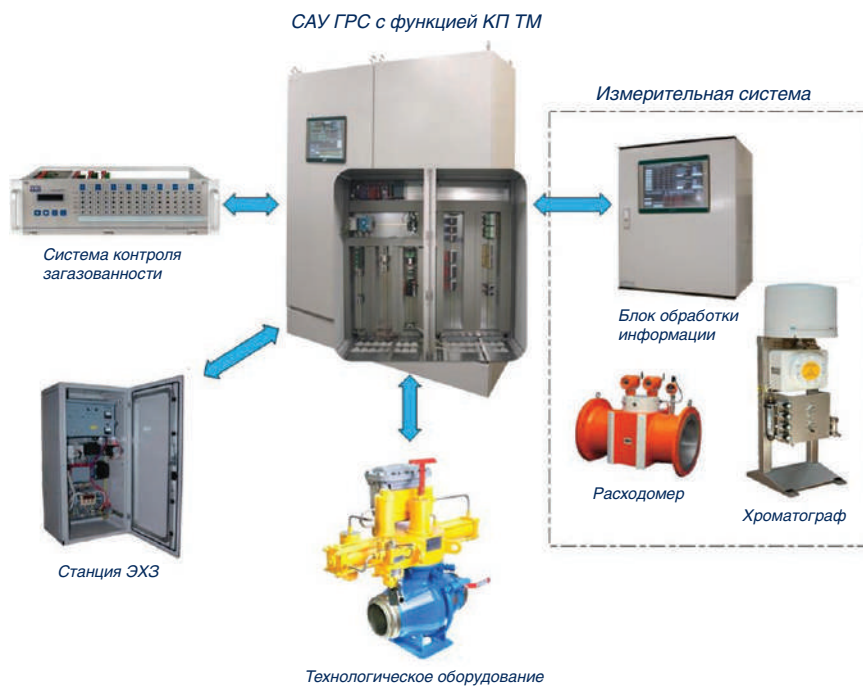 САУ ГРС с функцией КП ТМ
Измерительная система
Система контроля
загазованности
Блок обработки
информации
Расходомер
Хроматограф
Станция ЭХЗ
Технологическое оборудование